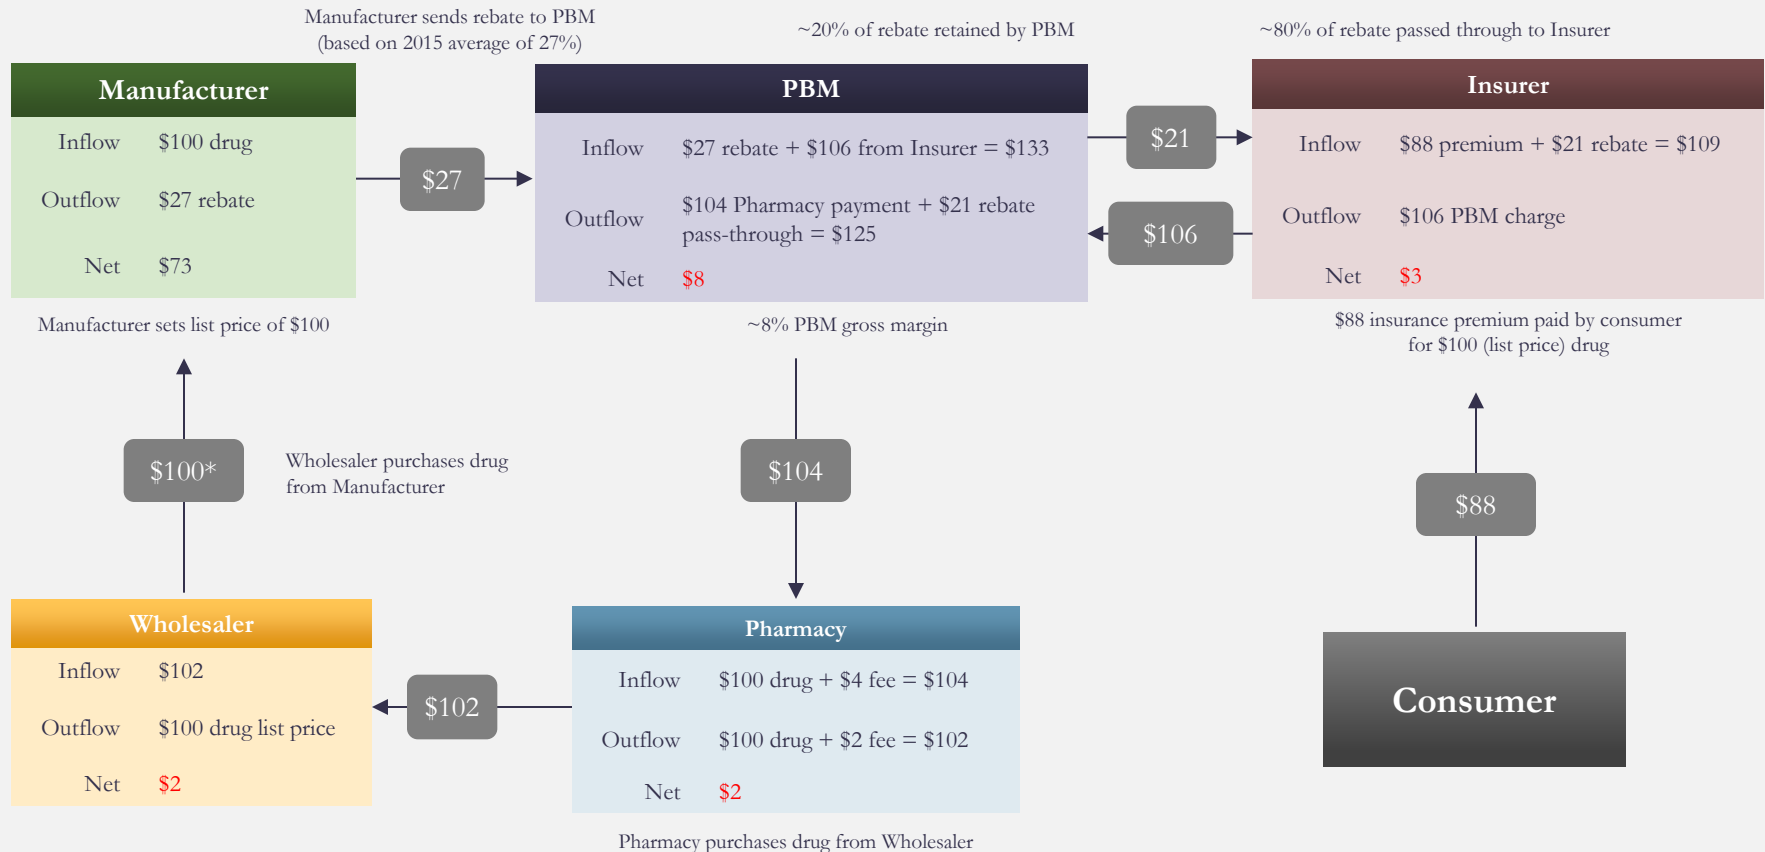 Manufacturer sends rebate to PBM
(based on 2015 average of 27%)
~20% of rebate retained by PBM
~80% of rebate passed through to Insurer
Manufacturer
Inflow $100 drug
Outflow $27 rebate
Net $73
Manufacturer sets list price of $100
$27
PBM
Inflow $27 rebate + $106 from Insurer = $133
Outflow $104 Pharmacy payment + $21 rebate
pass-through = $125
Net $8
~8% PBM gross margin
$21
$106
Insurer
Inflow $88 premium + $21 rebate = $109
Outflow $106 PBM charge
Net $3
$88 insurance premium paid by consumer
for $100 (list price) drug
$100*
Wholesaler purchases drug
from Manufacturer
$104
$88
Wholesaler
Inflow $102
Outflow $100 drug list price
Net $2
$102
Pharmacy
Inflow $100 drug + $4 fee = $104
Outflow $100 drug + $2 fee = $102
Net $2
Pharmacy purchases drug from Wholesaler
Consumer